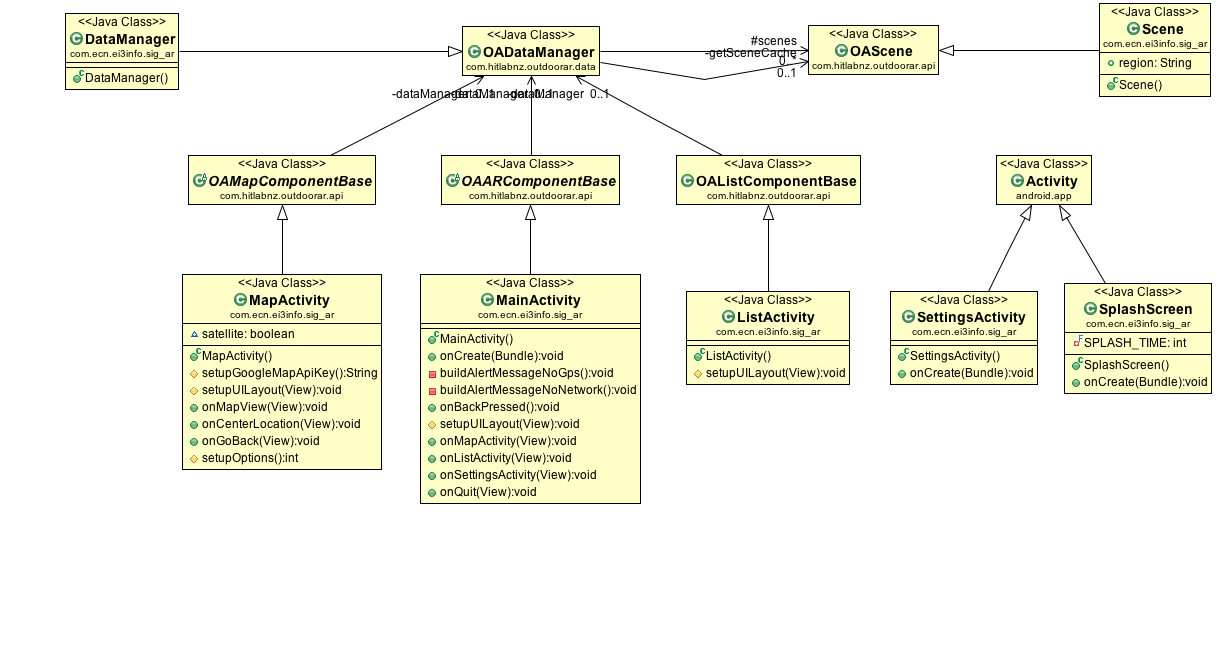 <<Java Class>>
DataManager
com.ecn.ei3info.sig_ar
DataManager()
<<Java Class>>
OADataManager
com.hitlabnz.outdoorar.data
#scenes
-getSceneCache
0..*
0..1
<<Java Class>>
OAScene
com.hitlabnz.outdoorar.api
<<Java Class>>
Scene
com.ecn.ei3info.sig_ar
region: String
Scene()
-dataManager 0..1
-dataManager 0..1
-dataManager 0..1
<<Java Class>>
OAMapComponentBase
com.hitlabnz.outdoorar.api
<<Java Class>>
OAARComponentBase
com.hitlabnz.outdoorar.api
<<Java Class>>
OAListComponentBase
com.hitlabnz.outdoorar.api
<<Java Class>>
Activity
android.app
<<Java Class>>
MapActivity
com.ecn.ei3info.sig_ar
satellite: boolean
MapActivity()
setupGoogleMapApiKey():String
setupUILayout(View):void
onMapView(View):void
onCenterLocation(View):void
onGoBack(View):void
setupOptions():int
<<Java Class>>
MainActivity
com.ecn.ei3info.sig_ar
MainActivity()
onCreate(Bundle):void
buildAlertMessageNoGps():void
buildAlertMessageNoNetwork():void
onBackPressed():void
setupUILayout(View):void
onMapActivity(View):void
onListActivity(View):void
onSettingsActivity(View):void
onQuit(View):void
<<Java Class>>
ListActivity
com.ecn.ei3info.sig_ar
ListActivity()
setupUILayout(View):void
<<Java Class>>
SettingsActivity
com.ecn.ei3info.sig_ar
SettingsActivity()
onCreate(Bundle):void
<<Java Class>>
SplashScreen
com.ecn.ei3info.sig_ar
SPLASH_TIME: int
SplashScreen()
onCreate(Bundle):void